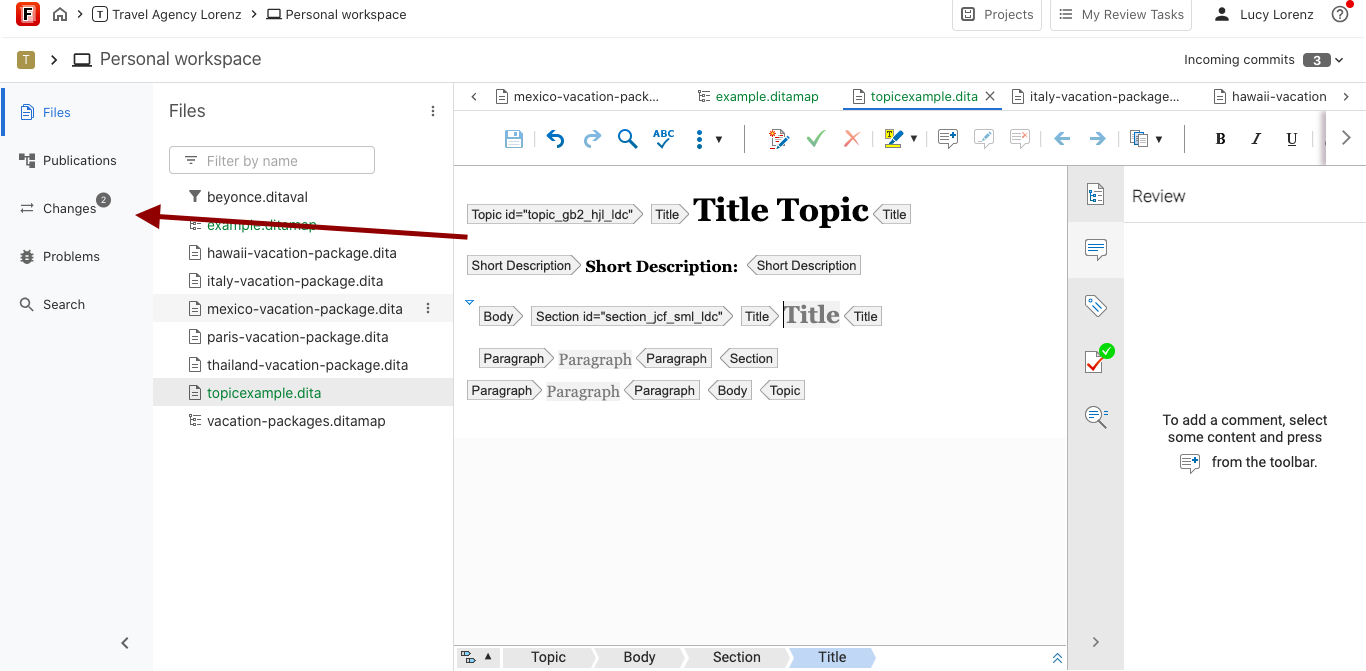 F T Travel Agency Lorenz Personal workspace Projects My Review Tasks Lucy Lorenz ?
T Personal workspace Incoming commits 3
Files
Publications
Changes 2
Problems
Search
Files
Filter by name
beyonce.ditaval
example.ditamap
hawaii-vacation-package.dita
italy-vacation-package.dita
mexico-vacation-package.dita
paris-vacation-package.dita
thailand-vacation-package.dita
topicexample.dita
vacation-packages.ditamap
mexico-vacation-pack... example.ditamap topicexample.dita italy-vacation-package... hawaii-vacation
ABC B I U
Topic id="topic_gb2_hjl_ldc" Title Title Topic Title
Short Description Short Description: Short Description
Body Section id="section_jcf_sml_ldc" Title Title Title
Paragraph Paragraph Paragraph Section
Paragraph Paragraph Paragraph Body Topic
Topic Body Section Title
Review
To add a comment, select
some content and press
from the toolbar.